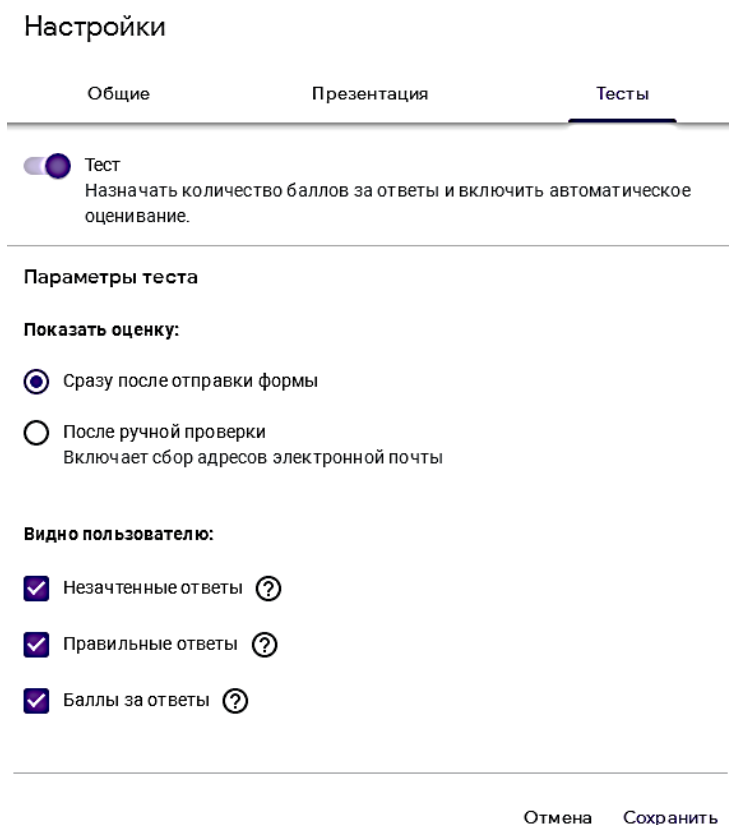 Настройки
Общие Презентация Тесты
Тест
Назначать количество баллов за ответы и включить автоматическое
оценивание.
Параметры теста
Показать оценку:
Сразу после отправки формы
После ручной проверки
Включает сбор адресов электронной почты
Видно пользователю:
Незачтенные ответы ?
Правильные ответы ?
Баллы за ответы ?
Отмена Сохранить